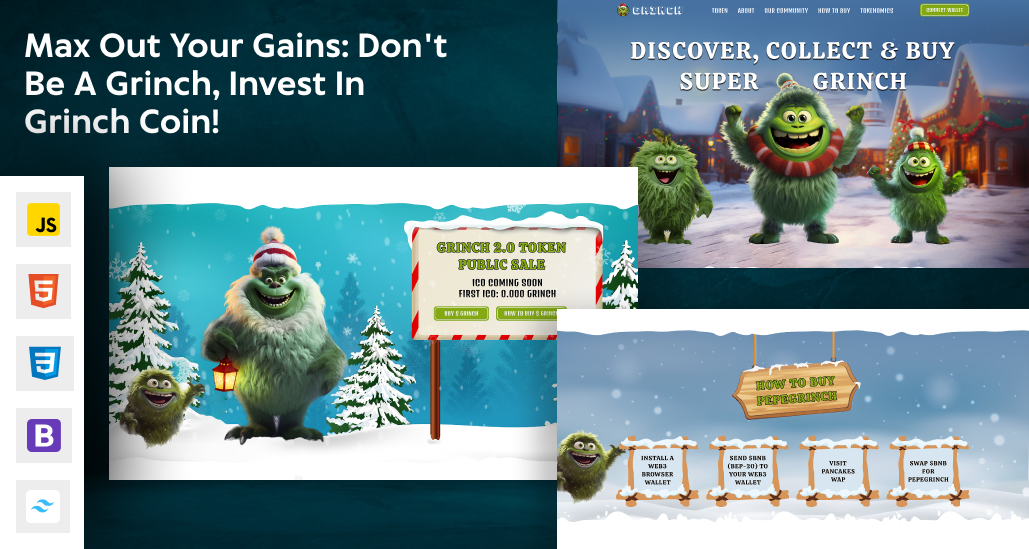 Max Out Your Gains: Don't
Be A Grinch, Invest In
Grinch Coin!
JS
5
3
B
GRINCH 2.0 TOKEN
PUBLIC SALE
ICO COMING SOON
FIRST ICO: 0.000 GRINCH
BUY $ GRINCH
HOW TO BUY $ GRINCH
GRINCH
TOKEN
ABOUT
OUR COMMUNITY
HOW TO BUY
TOKENOMICS
CONNECT WALLET
DISCOVER, COLLECT & BUY
SUPER GRINCH
HOW TO BUY
PEPEGRINCH
INSTALL A
WEB3
BROWSER
WALLET
SEND $BNB
(BEP-20) TO
YOUR WEB3
WALLET
VISIT
PANCAKES
WAP
SWAP $BNB
FOR
PEPEGRINCH